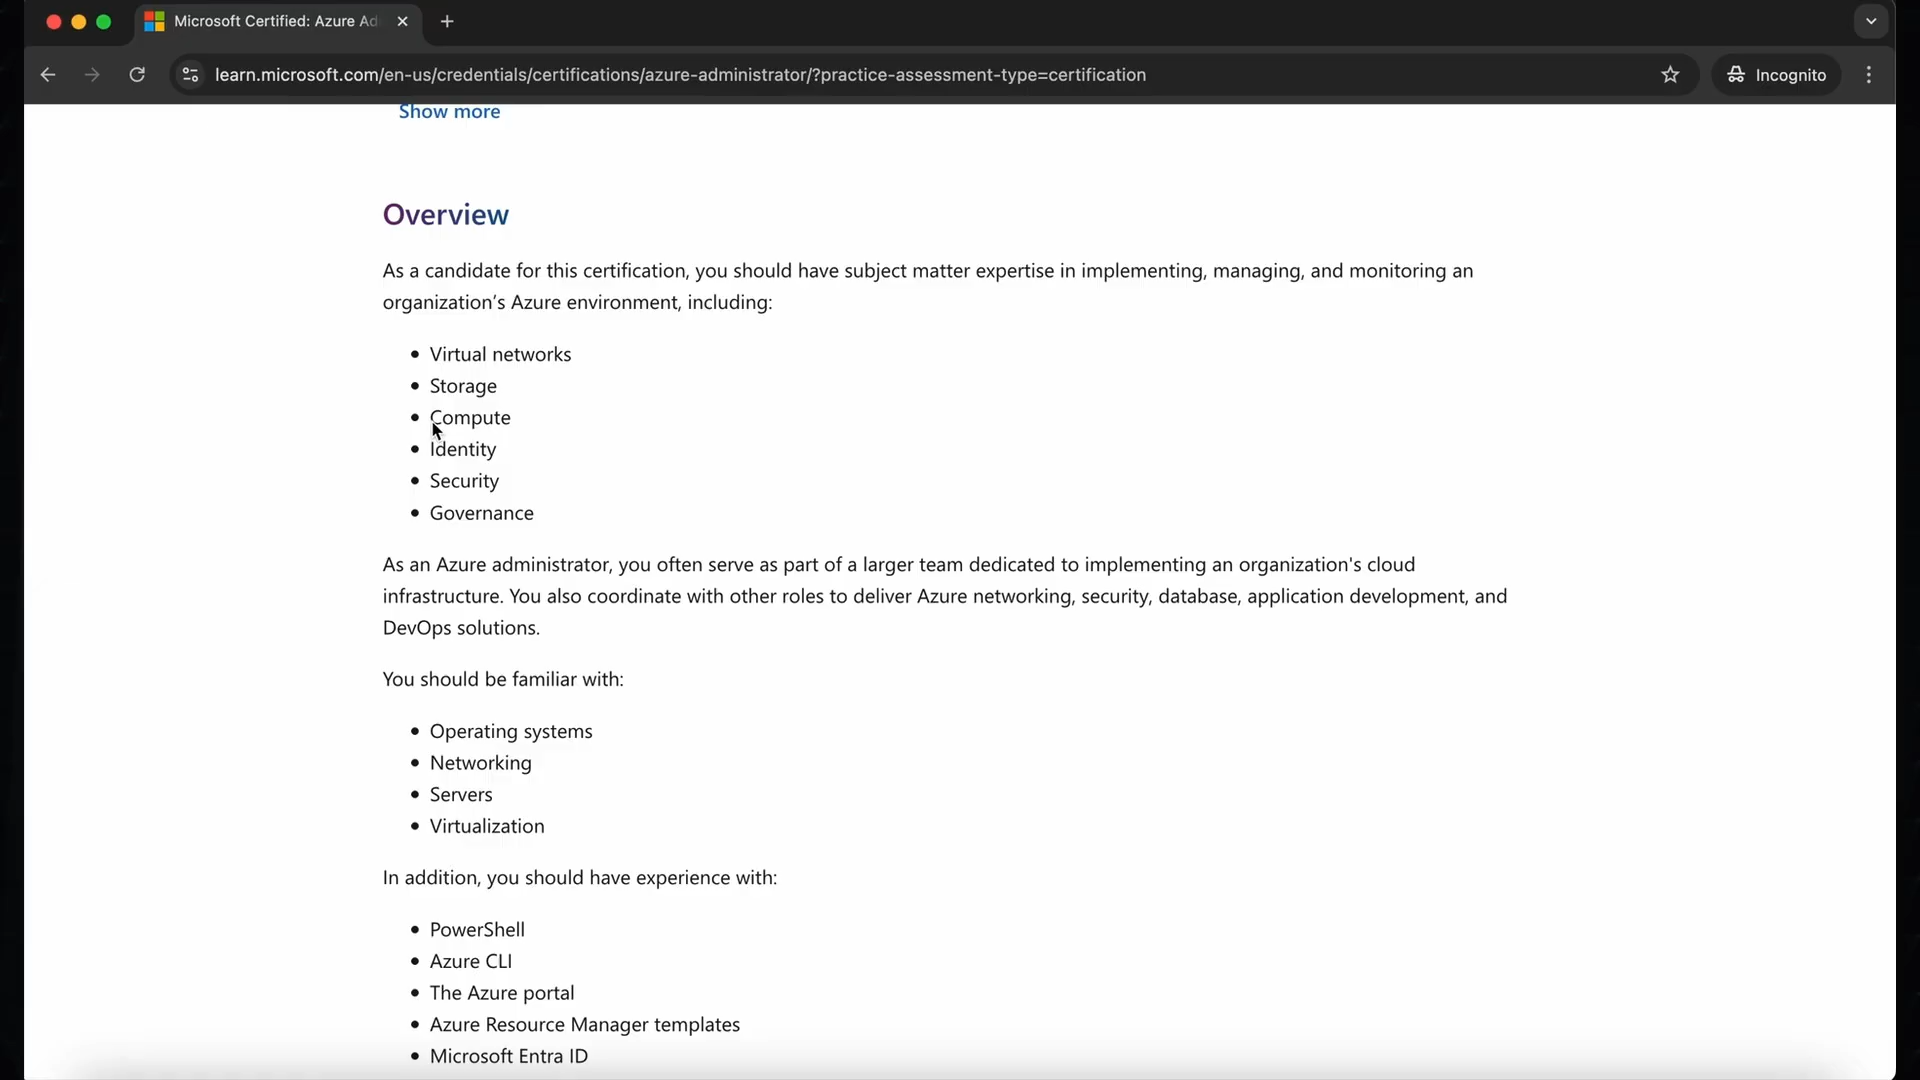 Microsoft Certified: Azure Ad
learn.microsoft.com/en-us/credentials/certifications/azure-administrator/?practice-assessment-type=certification
Incognito
Show more
Overview
As a candidate for this certification, you should have subject matter expertise in implementing, managing, and monitoring an
organization’s Azure environment, including:
• Virtual networks
• Storage
• Compute
• Identity
• Security
• Governance
As an Azure administrator, you often serve as part of a larger team dedicated to implementing an organization's cloud
infrastructure. You also coordinate with other roles to deliver Azure networking, security, database, application development, and
DevOps solutions.
You should be familiar with:
• Operating systems
• Networking
• Servers
• Virtualization
In addition, you should have experience with:
• PowerShell
• Azure CLI
• The Azure portal
• Azure Resource Manager templates
• Microsoft Entra ID